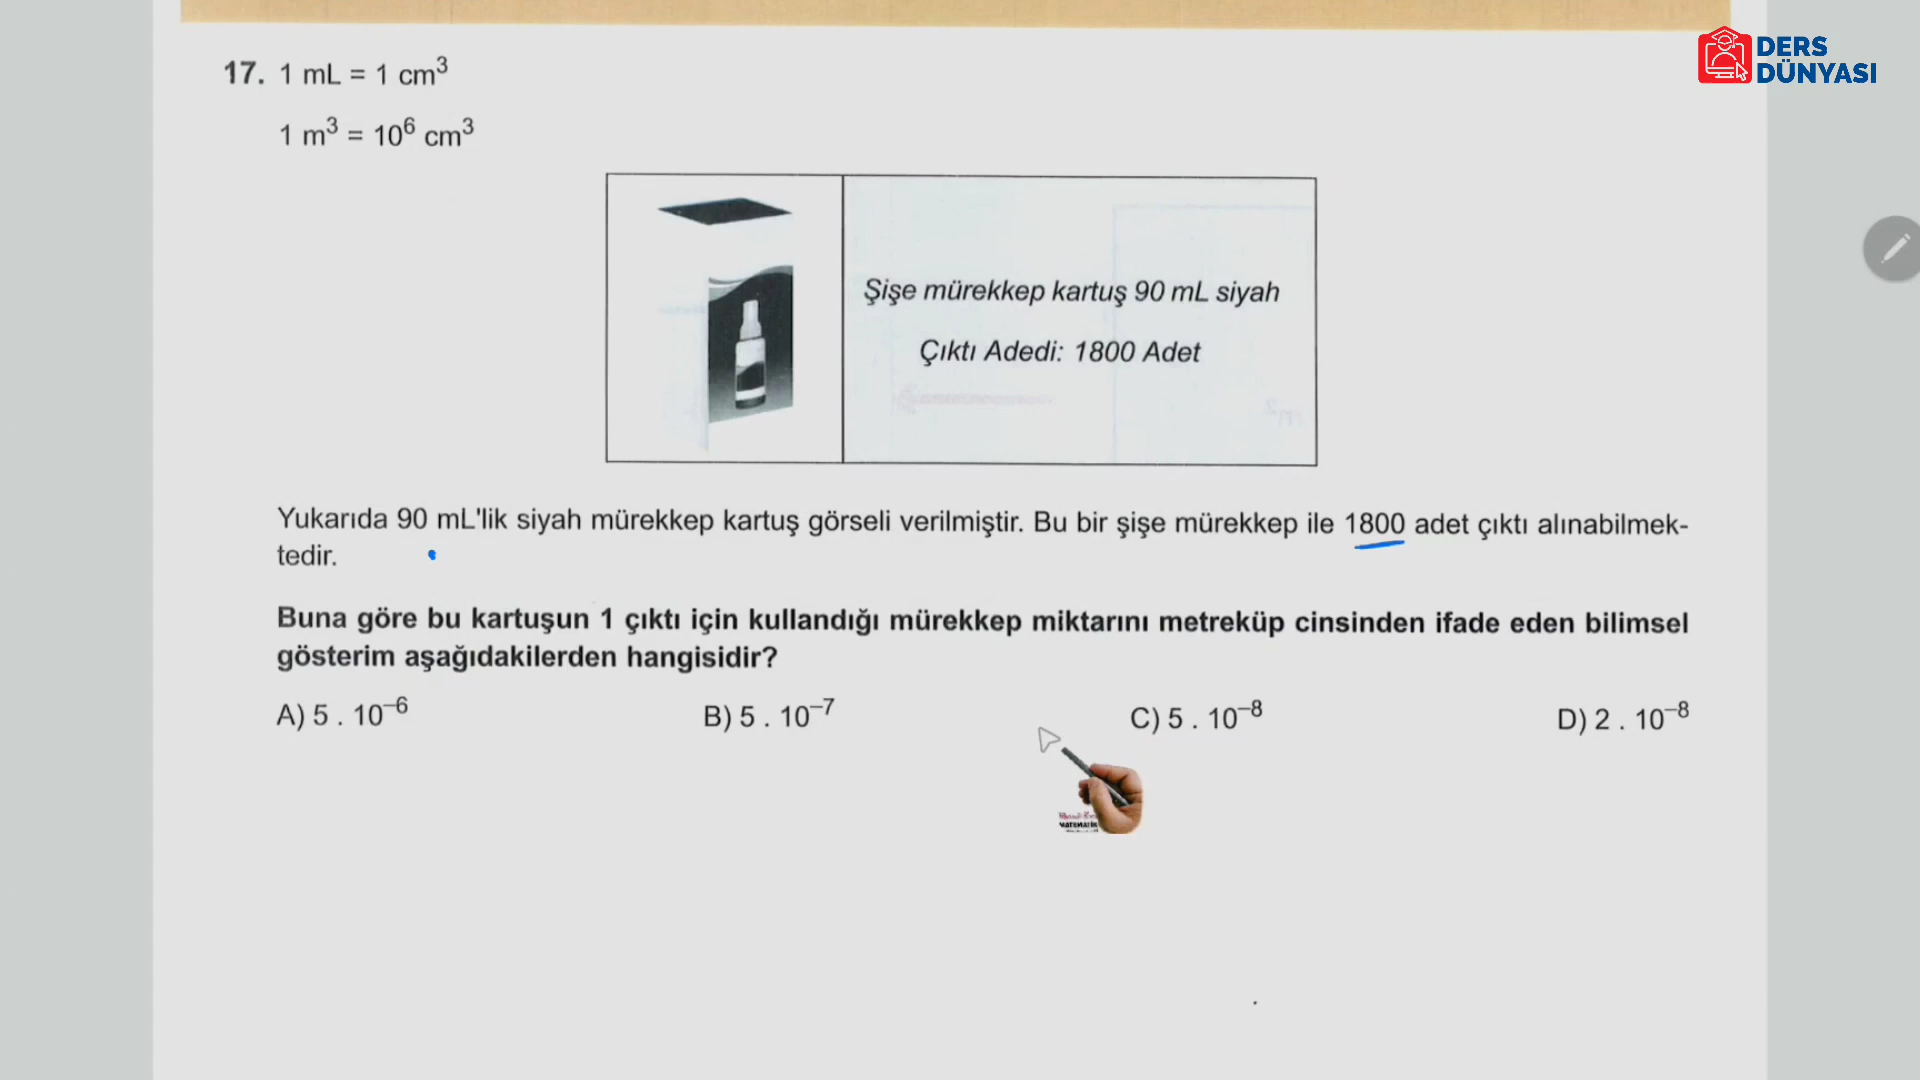 DERS
DÜNYASI
17. 1 mL = 1 cm³
1 m³ = 10⁶ cm³
Şişe mürekkep kartuş 90 mL siyah
Çıktı Adedi: 1800 Adet
Yukarıda 90 mL'lik siyah mürekkep kartuş görseli verilmiştir. Bu bir şişe mürekkep ile 1800 adet çıktı alınabilmek-
tedir.
Buna göre bu kartuşun 1 çıktı için kullandığı mürekkep miktarını metreküp cinsinden ifade eden bilimsel
gösterim aşağıdakilerden hangisidir?
A) 5 . 10⁻⁶ B) 5 . 10⁻⁷ C) 5 . 10⁻⁸ D) 2 . 10⁻⁸
MATEMATİK